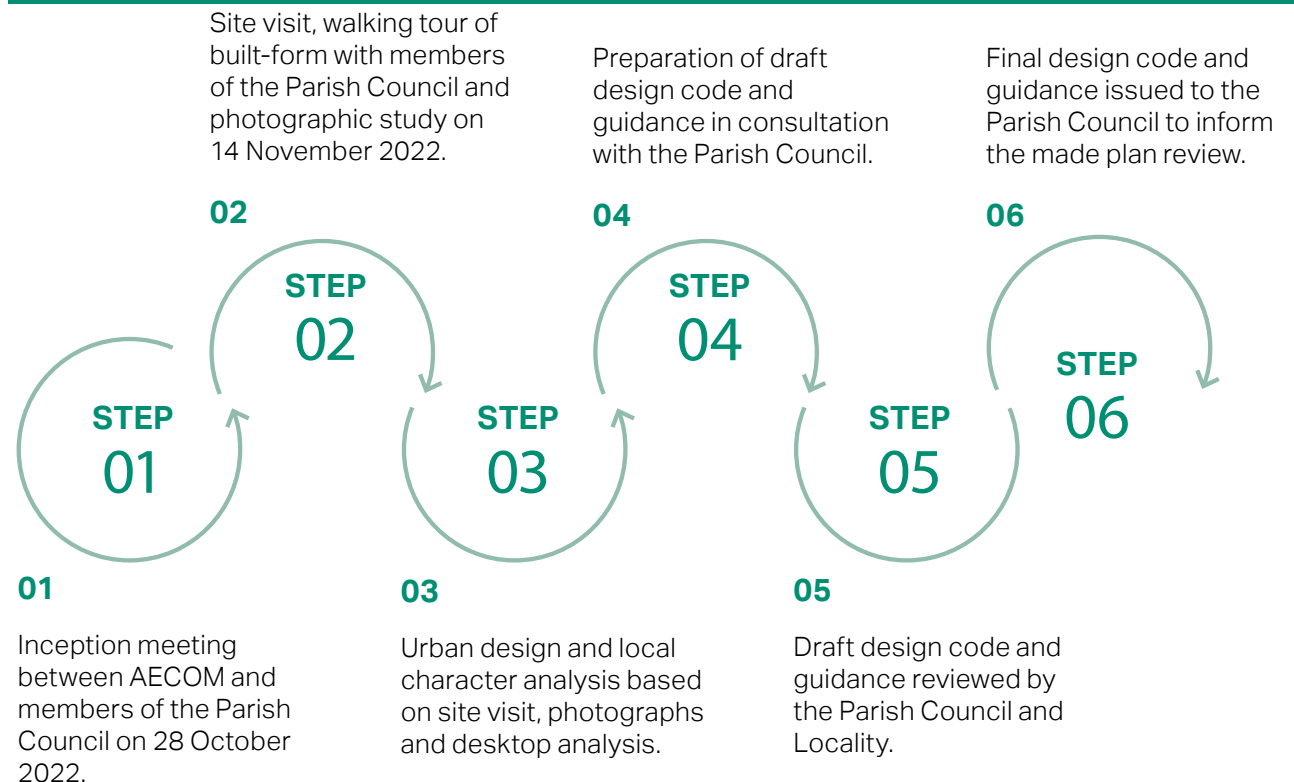 Site visit, walking tour of
built-form with members
of the Parish Council and
photographic study on
14 November 2022.
Preparation of draft
design code and
guidance in consultation
with the Parish Council.
Final design code and
guidance issued to the
Parish Council to inform
the made plan review.
02
04
06
STEP
02
STEP
04
STEP
06
STEP
01
STEP
03
STEP
05
01
Inception meeting
between AECOM and
members of the Parish
Council on 28 October
2022.
03
Urban design and local
character analysis based
on site visit, photographs
and desktop analysis.
05
Draft design code and
guidance reviewed by
the Parish Council and
Locality.